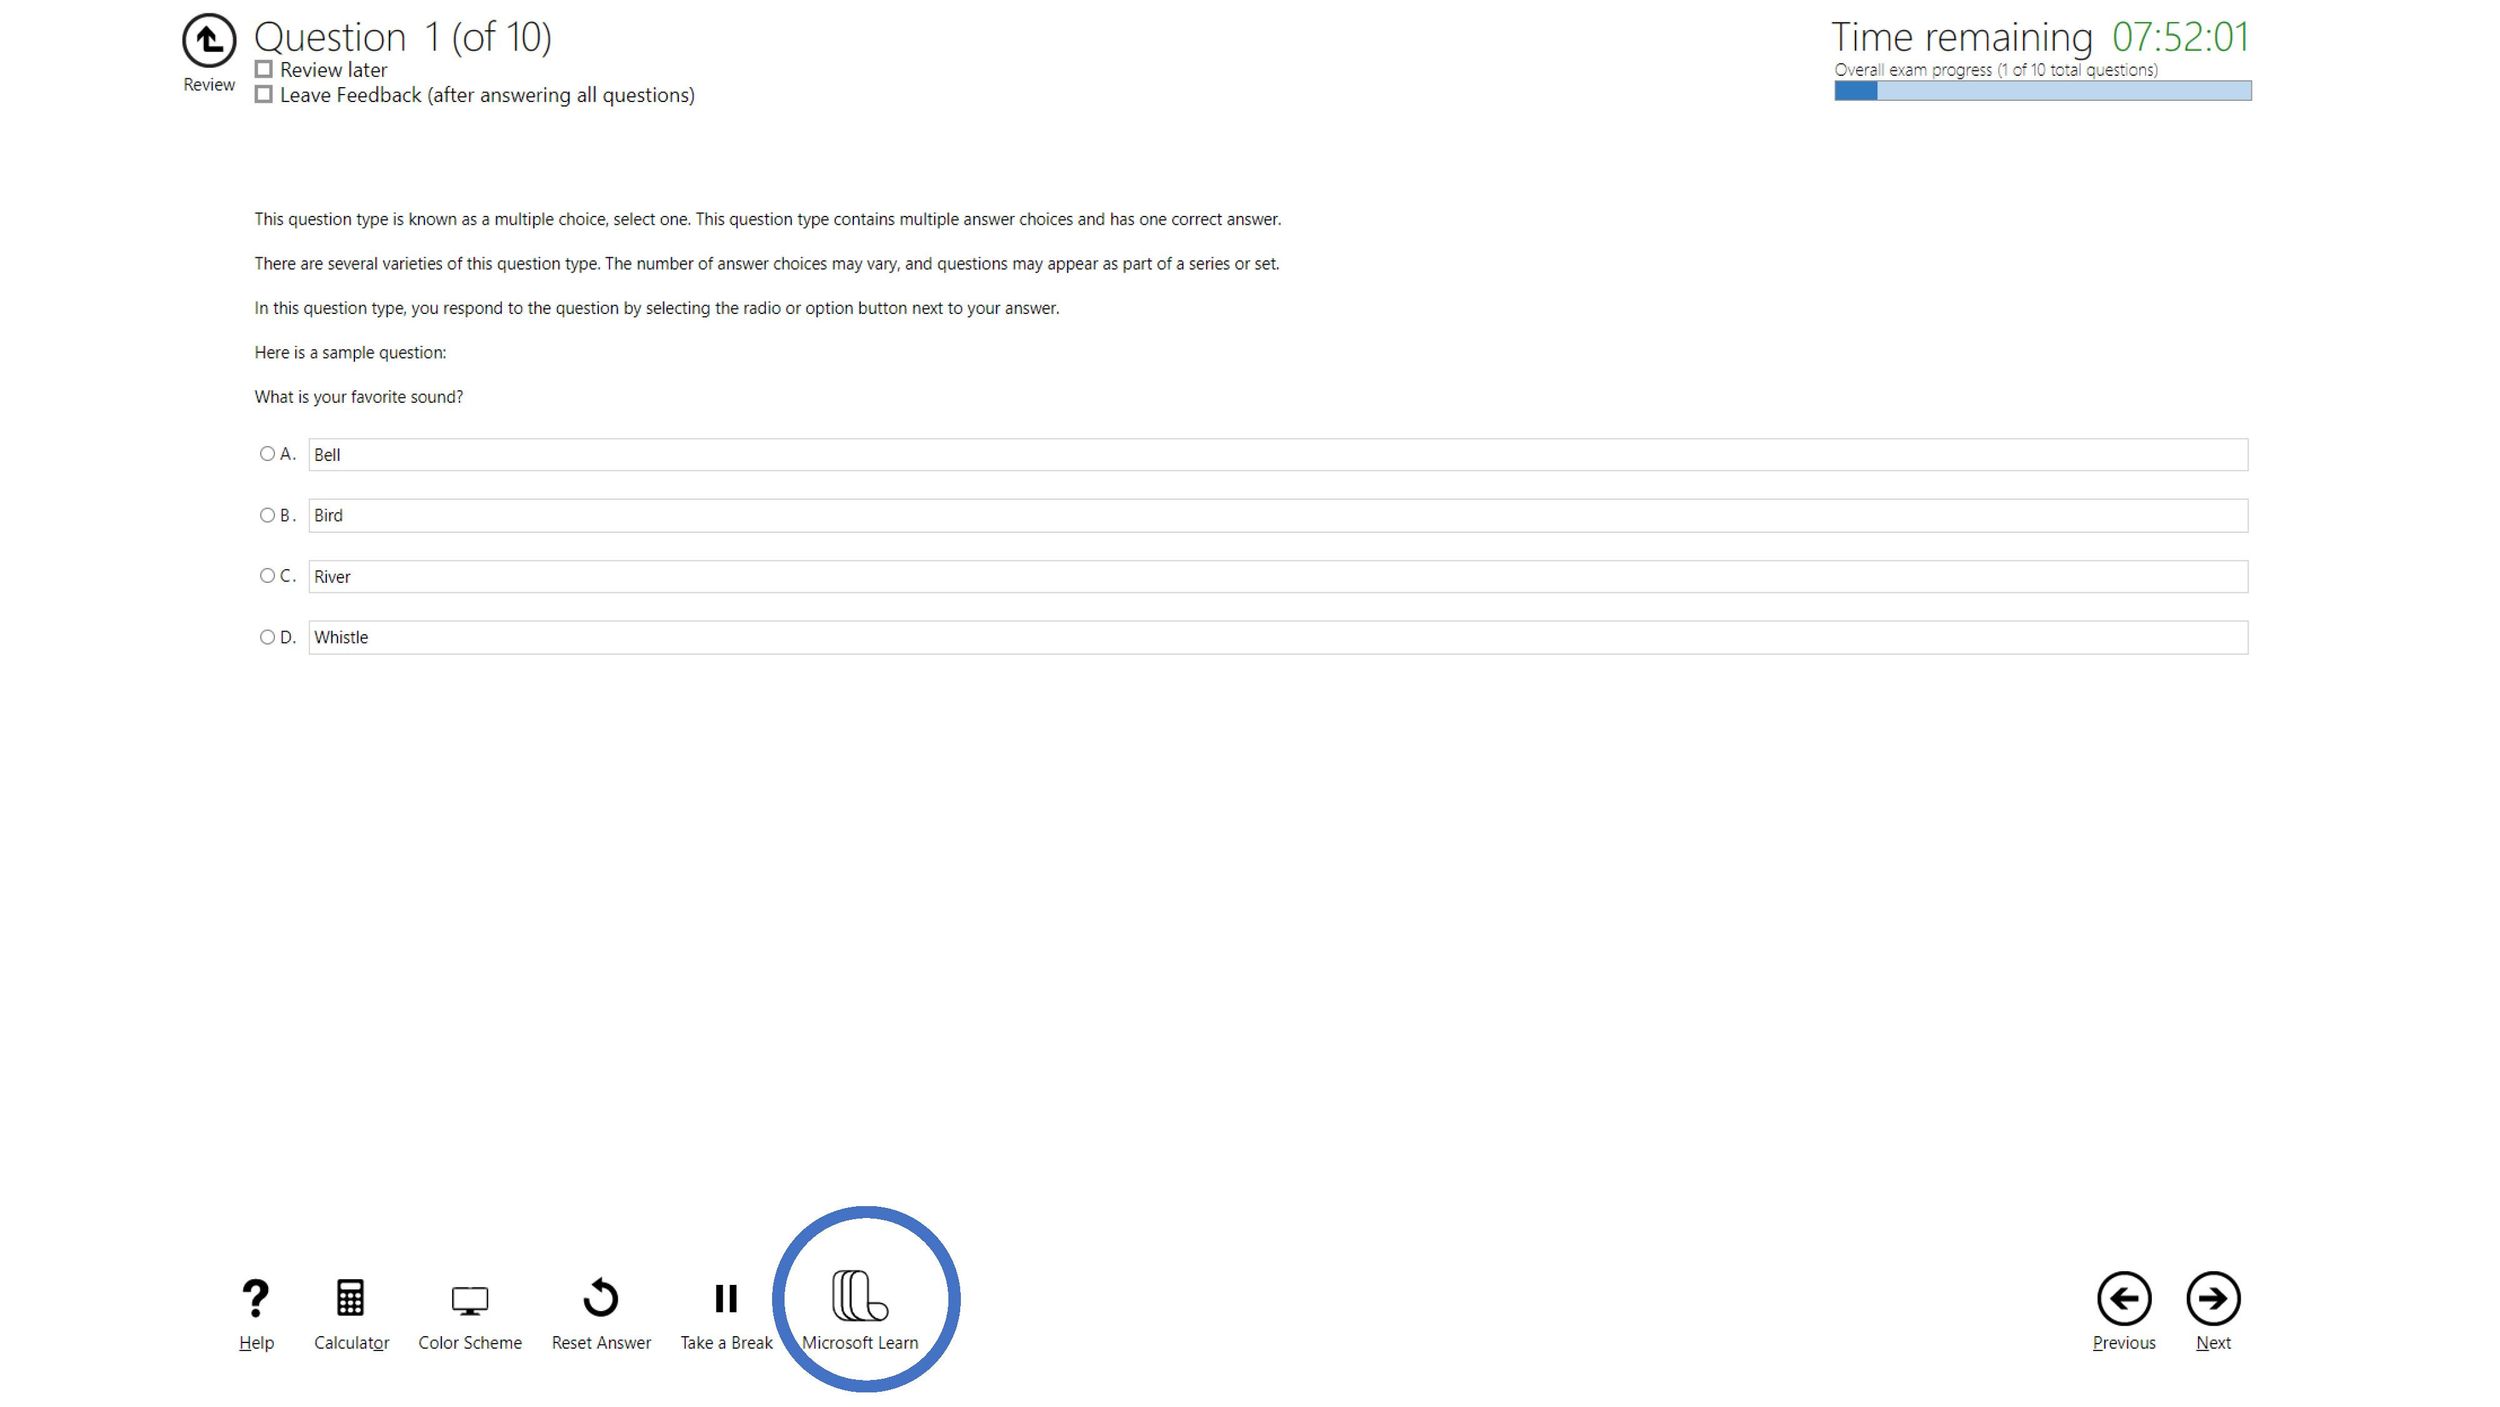 Question 1 (of 10)
Review later
Review
Leave Feedback (after answering all questions)
Time remaining 07:52:01
Overall exam progress (1 of 10 total questions)
This question type is known as a multiple choice, select one. This question type contains multiple answer choices and has one correct answer.
There are several varieties of this question type. The number of answer choices may vary, and questions may appear as part of a series or set.
In this question type, you respond to the question by selecting the radio or option button next to your answer.
Here is a sample question:
What is your favorite sound?
A. Bell
B. Bird
C. River
D. Whistle
Help
Calculator
Color Scheme
Reset Answer
Take a Break
Microsoft Learn
Previous
Next